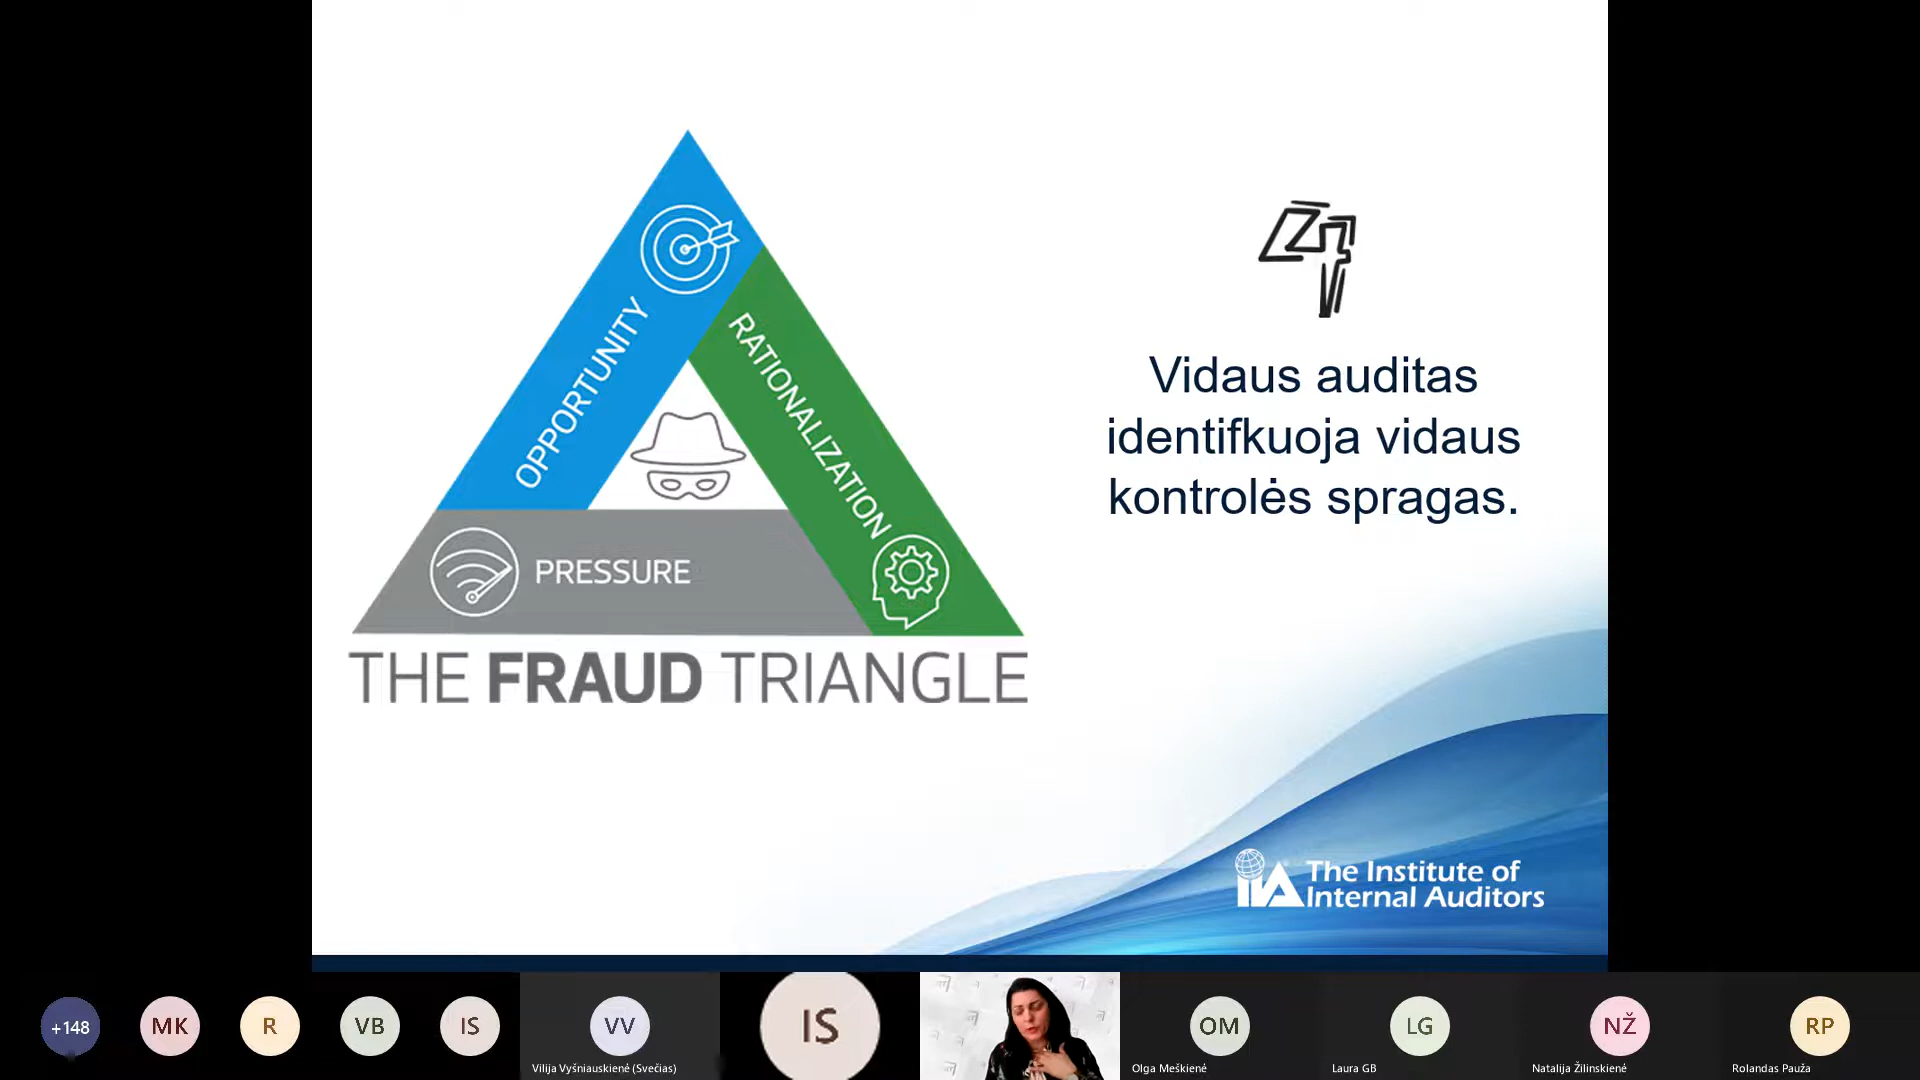 OPPORTUNITY
RATIONALIZATION
PRESSURE
THE FRAUD TRIANGLE
Vidaus auditas
identifkuoja vidaus
kontrolės spragas.
IIA The Institute of
Internal Auditors
+148
MK
R
VB
IS
VV
Vilija Vyšniauskienė (Svečias)
IS
OM
Olga Meškienė
LG
Laura GB
NŽ
Natalija Žilinskienė
RP
Rolandas Pauža